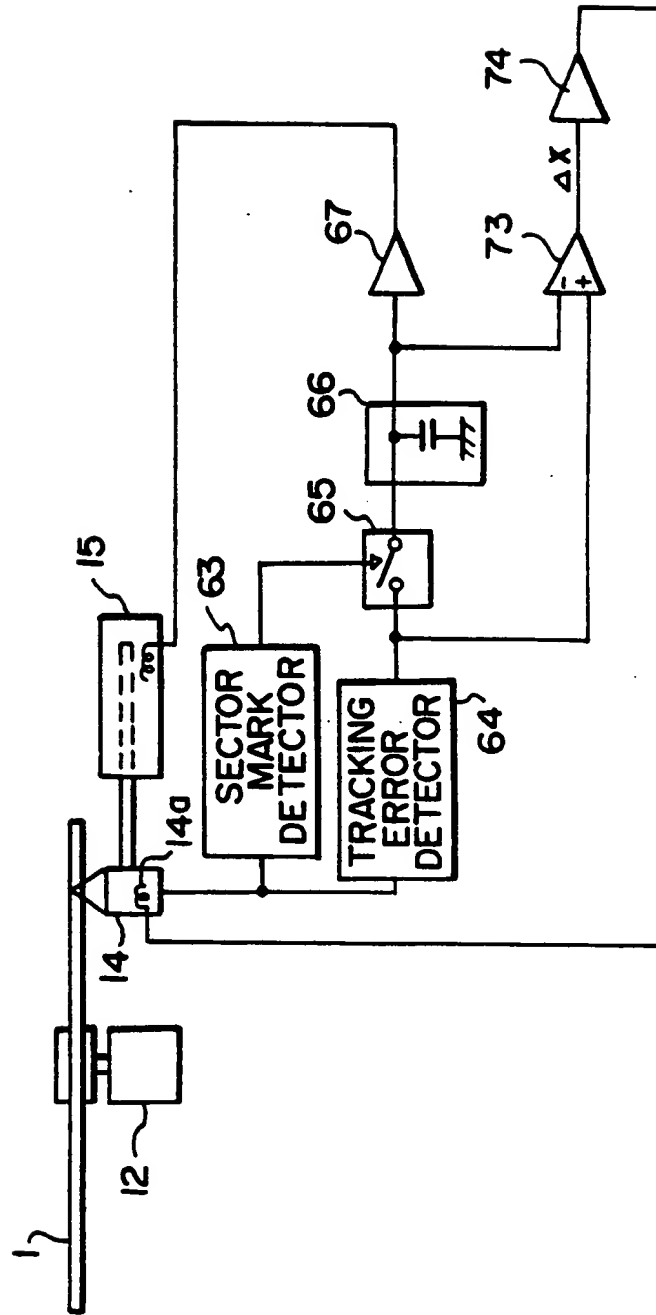 1
12
14
14a
15
SECTOR
MARK
DETECTOR
63
TRACKING
ERROR
DETECTOR
64
65
66
67
-
+
73
ΔX
74